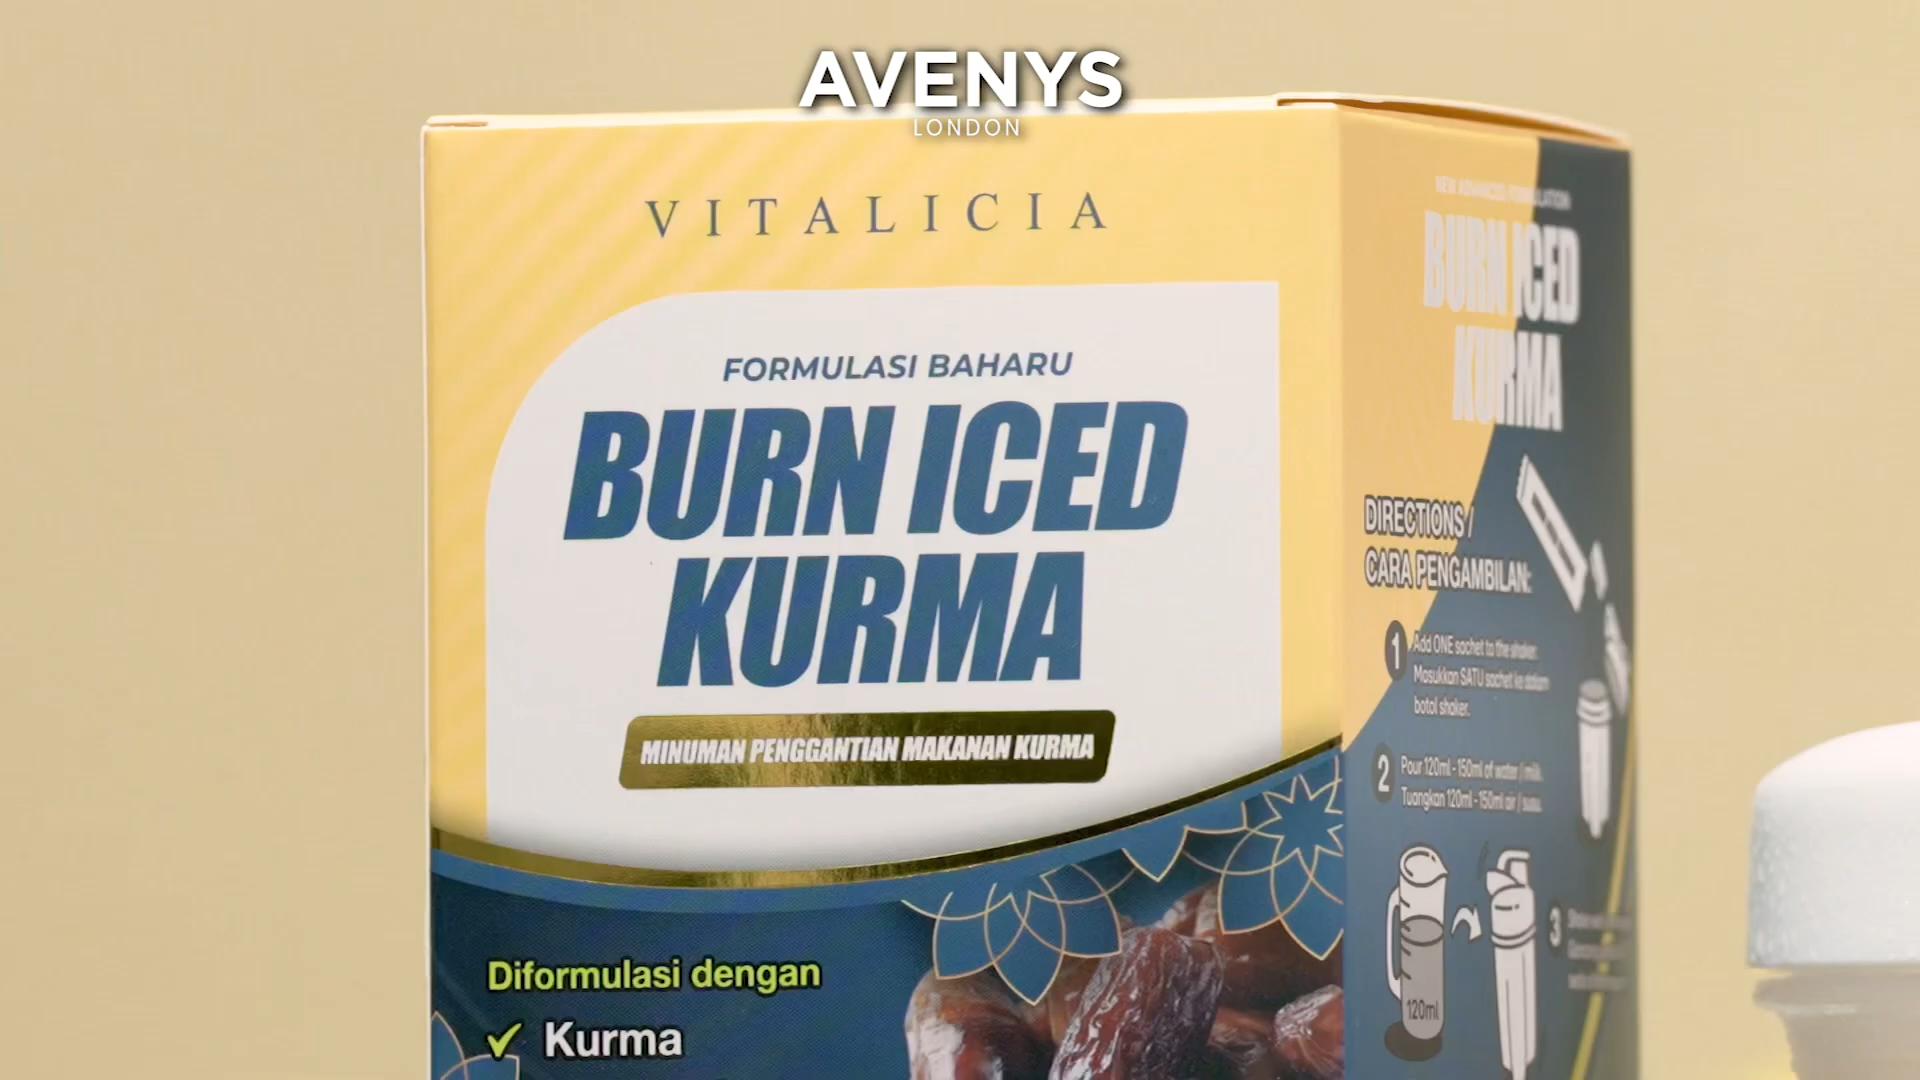 AVENYS
LONDON
VITALICIA
FORMULASI BAHARU
BURN ICED
KURMA
MINUMAN PENGGANTIAN MAKANAN KURMA
Diformulasi dengan
✓ Kurma
NEW ADVANCED FORMULATION
BURN ICED
KURMA
DIRECTIONS /
CARA PENGAMBILAN:
1
Add ONE sachet to the shaker.
Masukkan SATU sachet ke dalam
botol shaker.
2
Pour 120ml - 150ml of water / milk.
Tuangkan 120ml - 150ml air / susu.
120ml
3